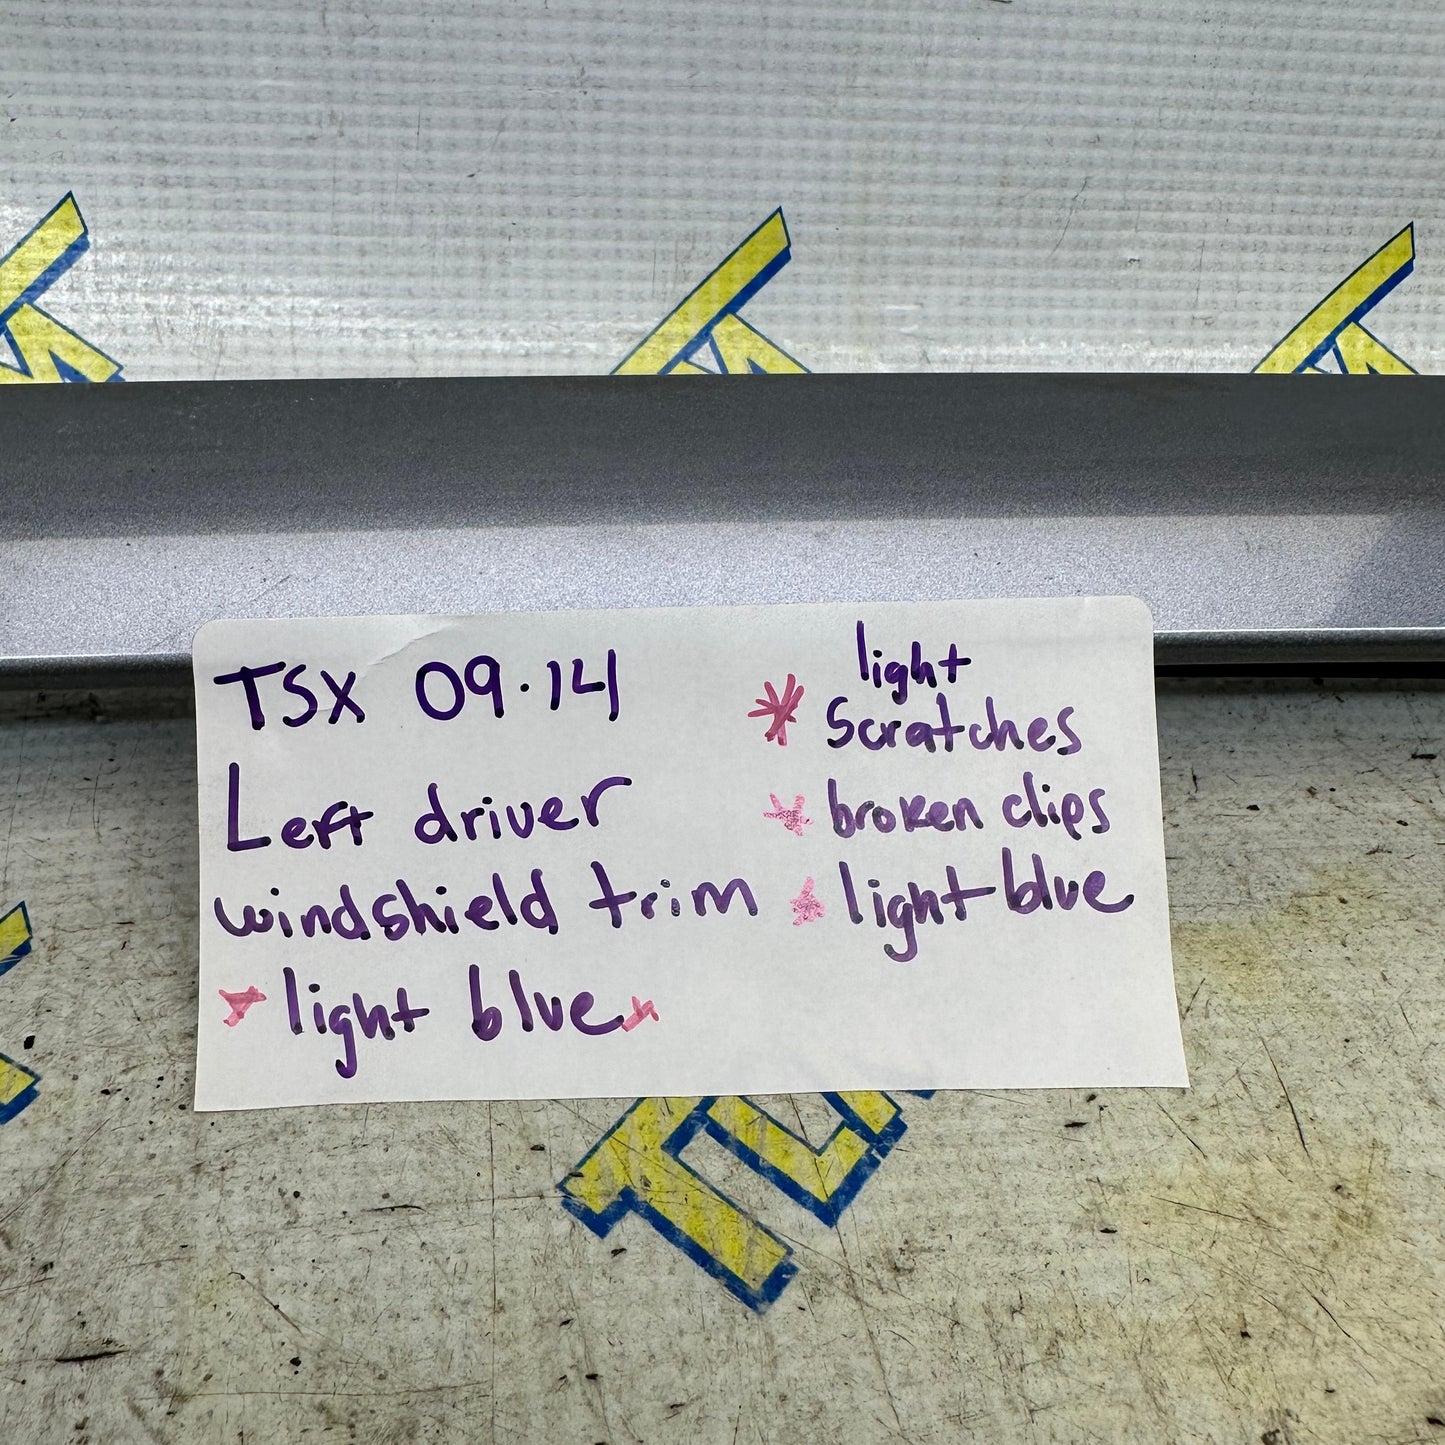 TSX 09.14
Left driver
windshield trim
light blue
light
Scratches
broken clips
light blue